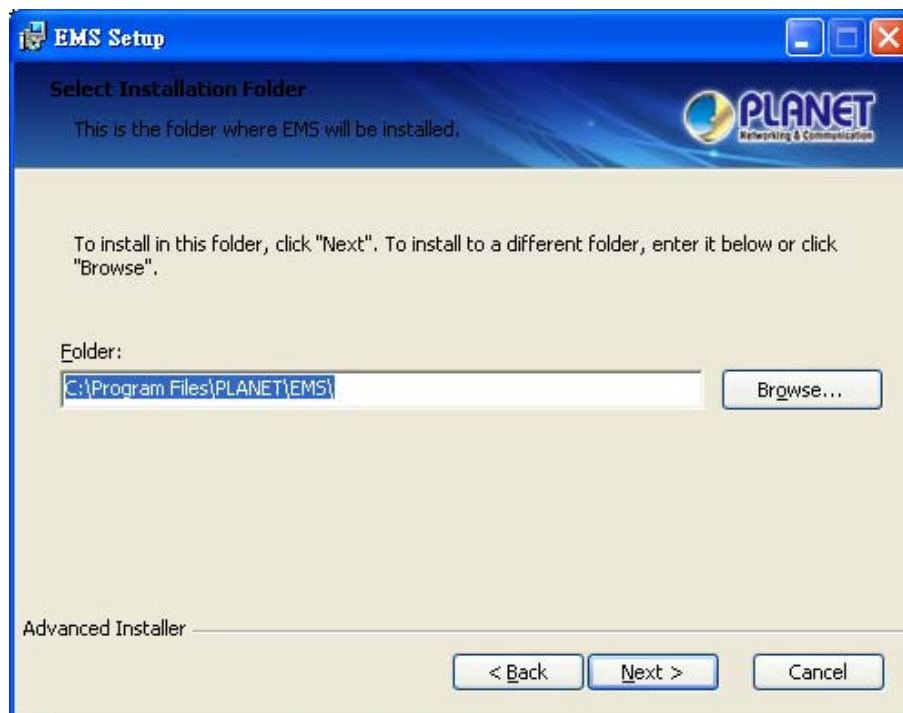 EMS Setup
Select Installation Folder
This is the folder where EMS will be installed.
PLANET
Networking & Communication
To install in this folder, click "Next". To install to a different folder, enter it below or click
"Browse".
Folder:
C:\Program Files\PLANET\EMS\
Browse...
Advanced Installer
< Back
Next >
Cancel